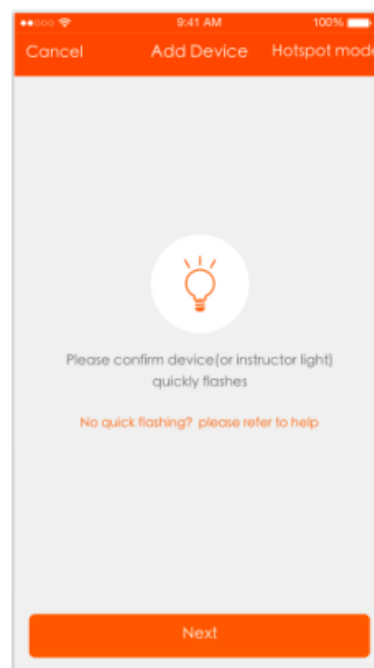 9:41 AM 100%
Cancel Add Device Hotspot mode
Please confirm device(or instructor light)
quickly flashes
No quick flashing? please refer to help
Next